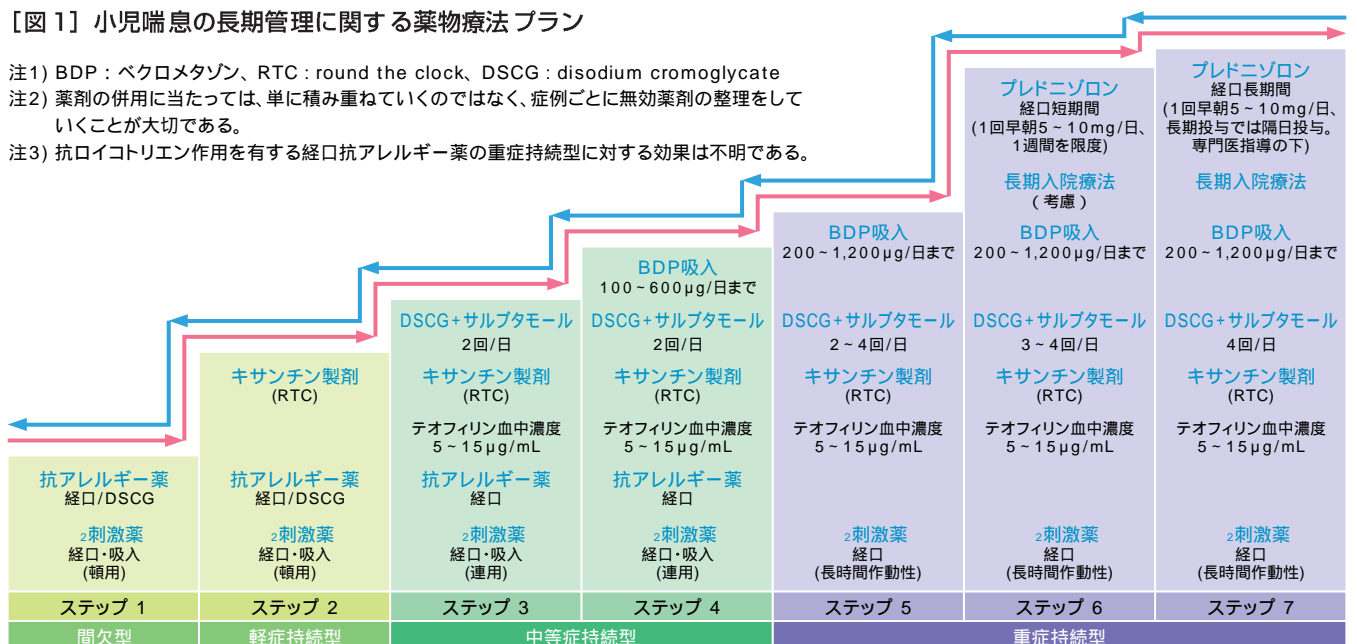 [図1] 小児喘息の長期管理に関する薬物療法プラン
注1) BDP：ベクロメタゾン、RTC：round the clock、DSCG：disodium cromoglycate
注2) 薬剤の併用に当たっては、単に積み重ねていくのではなく、症例ごとに無効薬剤の整理をして
いくことが大切である。
注3) 抗ロイコトリエン作用を有する経口抗アレルギー薬の重症持続型に対する効果は不明である。
抗アレルギー薬
経口/DSCG
2刺激薬
経口・吸入
(頓用)
ステップ 1
間欠型
キサンチン製剤
(RTC)
抗アレルギー薬
経口/DSCG
2刺激薬
経口・吸入
(頓用)
ステップ 2
軽症持続型
DSCG+サルブタモール
2回/日
キサンチン製剤
(RTC)
テオフィリン血中濃度
5~15μg/mL
抗アレルギー薬
経口
2刺激薬
経口・吸入
(連用)
ステップ 3
BDP吸入
100~600μg/日まで
DSCG+サルブタモール
2回/日
キサンチン製剤
(RTC)
テオフィリン血中濃度
5~15μg/mL
抗アレルギー薬
経口
2刺激薬
経口・吸入
(連用)
ステップ 4
中等症持続型
BDP吸入
200~1,200μg/日まで
DSCG+サルブタモール
2~4回/日
キサンチン製剤
(RTC)
テオフィリン血中濃度
5~15μg/mL
2刺激薬
経口
(長時間作動性)
ステップ 5
プレドニゾロン
経口短期間
(1回早朝5~10mg/日、
1週間を限度)
長期入院療法
(考慮)
BDP吸入
200~1,200μg/日まで
DSCG+サルブタモール
3~4回/日
キサンチン製剤
(RTC)
テオフィリン血中濃度
5~15μg/mL
2刺激薬
経口
(長時間作動性)
ステップ 6
プレドニゾロン
経口長期間
(1回早朝5~10mg/日、
長期投与では隔日投与。
専門医指導の下)
長期入院療法
BDP吸入
200~1,200μg/日まで
DSCG+サルブタモール
4回/日
キサンチン製剤
(RTC)
テオフィリン血中濃度
5~15μg/mL
2刺激薬
経口
(長時間作動性)
ステップ 7
重症持続型